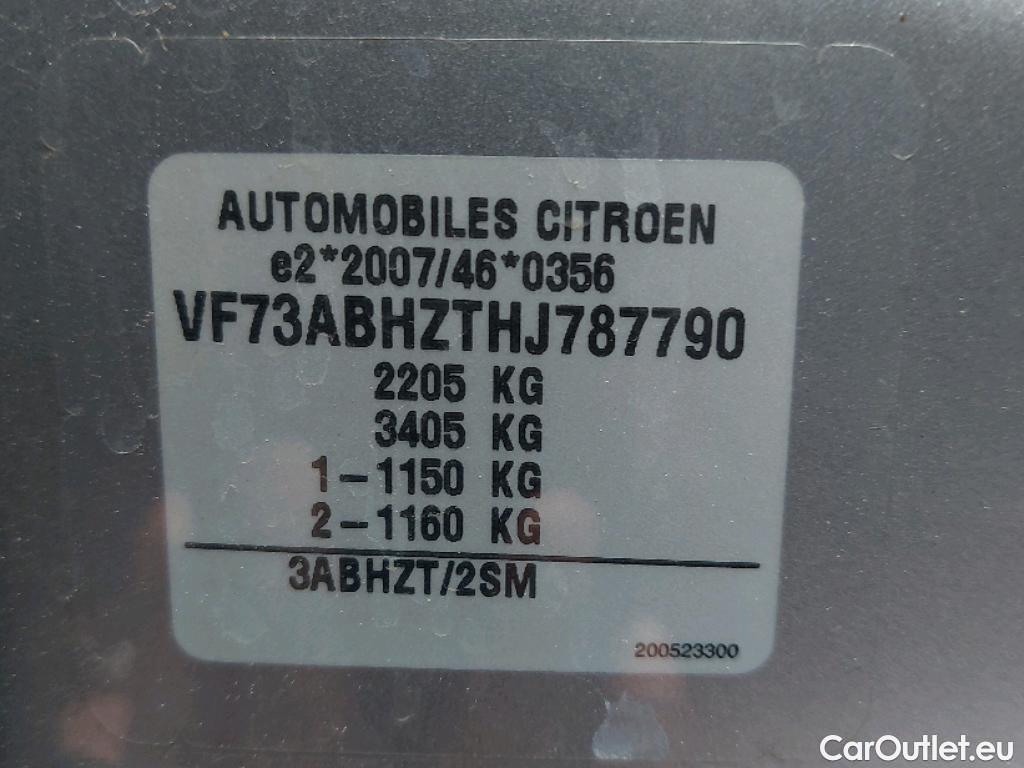 AUTOMOBILES CITROEN
e2*2007/46*0356
VF73ABHZTHJ787790
2205 KG
3405 KG
1-1150 KG
2-1160 KG
3ABHZT/2SM
200523300
CarOutlet.eu